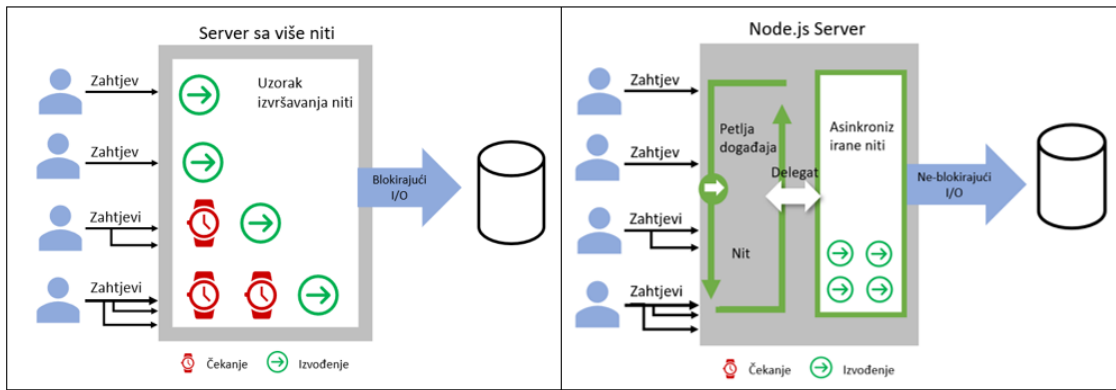 Server sa više niti
Zahtjev
Uzorak
izvršavanja niti
Zahtjev
Blokirajući
I/O
Zahtjevi
Zahtjevi
Čekanje
Izvođenje
Node.js Server
Zahtjev
Petlja
događaja
Asinkroniz
irane niti
Zahtjev
Delegat
Ne-blokirajući
I/O
Zahtjevi
Nit
Zahtjevi
Čekanje
Izvođenje